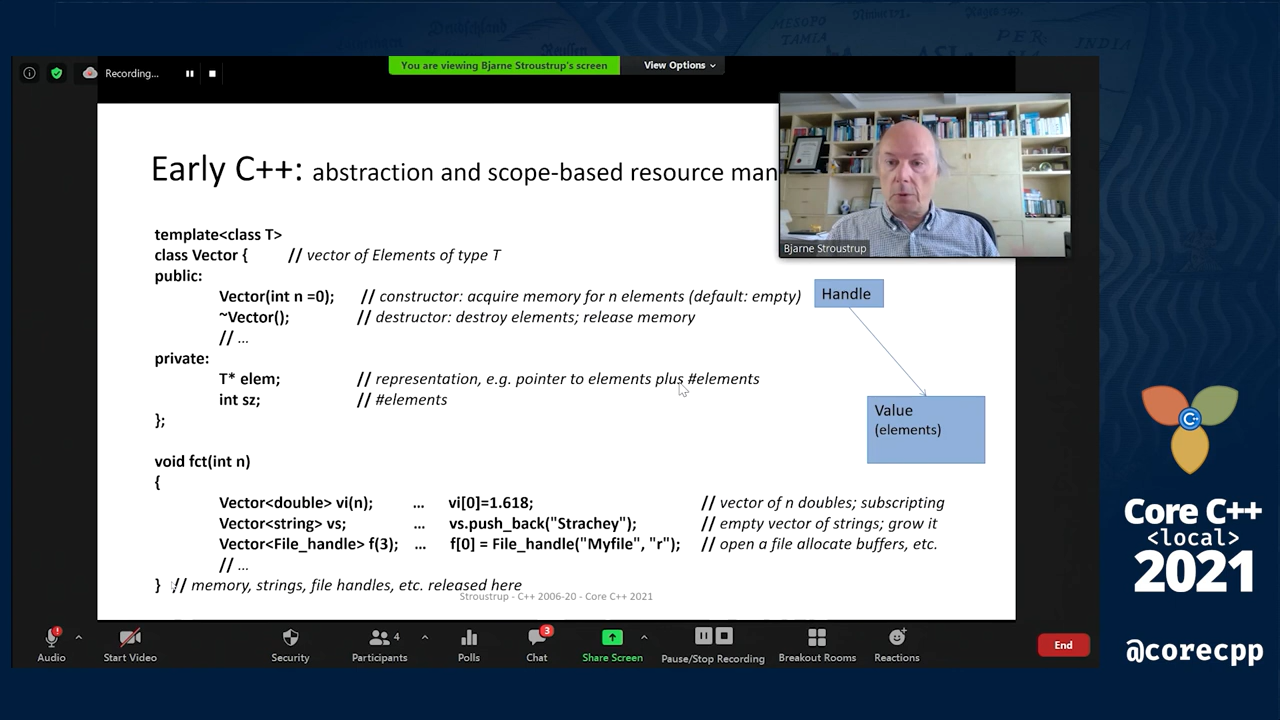 MESOPO
TAMIA
PER
INDIA
Recording...
You are viewing Bjarne Stroustrup's screen
View Options
Early C++: abstraction and scope-based resource man
Bjarne Stroustrup
template<class T>
class Vector { // vector of Elements of type T
public:
Vector(int n =0); // constructor: acquire memory for n elements (default: empty)
~Vector(); // destructor: destroy elements; release memory
// ...
private:
T* elem; // representation, e.g. pointer to elements plus #elements
int sz; // #elements
};
Handle
Value
(elements)
void fct(int n)
{
Vector<double> vi(n); ... vi[0]=1.618; // vector of n doubles; subscripting
Vector<string> vs; ... vs.push_back("Strachey"); // empty vector of strings; grow it
Vector<File_handle> f(3); ... f[0] = File_handle("Myfile", "r"); // open a file allocate buffers, etc.
// ...
} // memory, strings, file handles, etc. released here
Stroustrup - C++ 2006-20 - Core C++ 2021
Audio
Start Video
Security
Participants
4
Polls
Chat
3
Share Screen
Pause/Stop Recording
Breakout Rooms
Reactions
End
C++
Core C++
<local>
2021
@corecpp